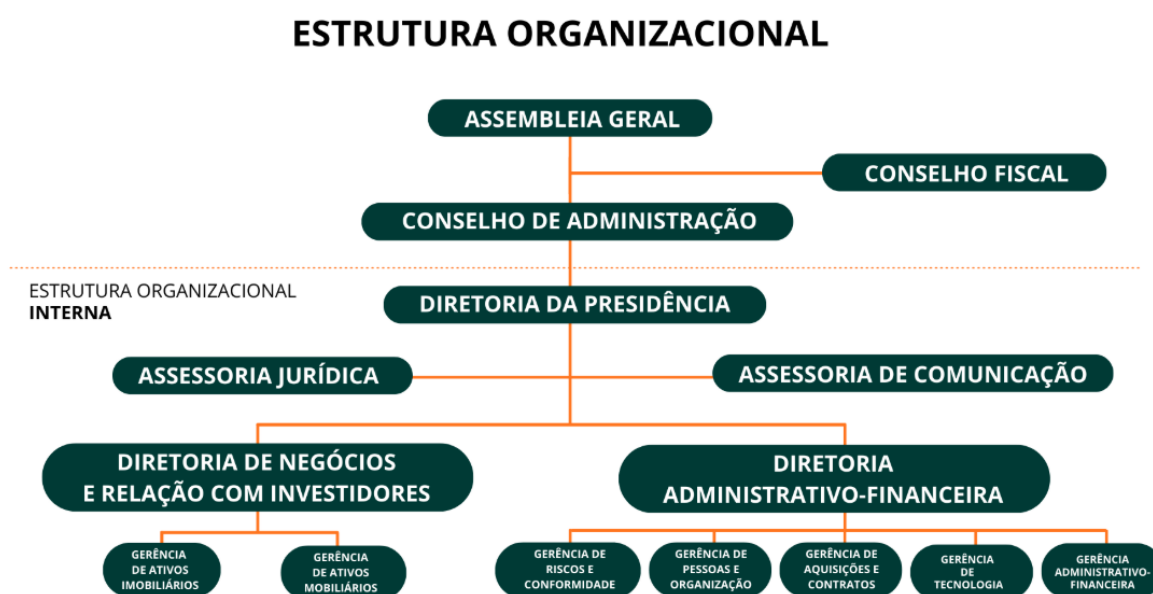 ESTRUTURA ORGANIZACIONAL
ASSEMBLEIA GERAL
CONSELHO FISCAL
CONSELHO DE ADMINISTRAÇÃO
ESTRUTURA ORGANIZACIONAL
INTERNA
DIRETORIA DA PRESIDÊNCIA
ASSESSORIA JURÍDICA
ASSESSORIA DE COMUNICAÇÃO
DIRETORIA DE NEGÓCIOS
E RELAÇÃO COM INVESTIDORES
DIRETORIA
ADMINISTRATIVO-FINANCEIRA
GERÊNCIA
DE ATIVOS
IMOBILIÁRIOS
GERÊNCIA
DE ATIVOS
MOBILIÁRIOS
GERÊNCIA DE
RISCOS E
CONFORMIDADE
GERÊNCIA DE
PESSOAS E
ORGANIZAÇÃO
GERÊNCIA DE
AQUISIÇÕES E
CONTRATOS
GERÊNCIA
DE
TECNOLOGIA
GERÊNCIA
ADMINISTRATIVO-
FINANCEIRA